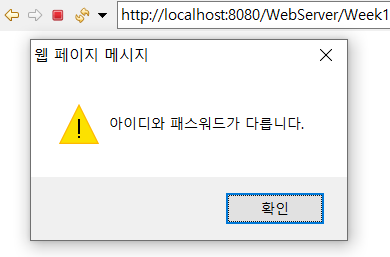 http://localhost:8080/WebServer/Week1
웹 페이지 메시지
아이디와 패스워드가 다릅니다.
확인